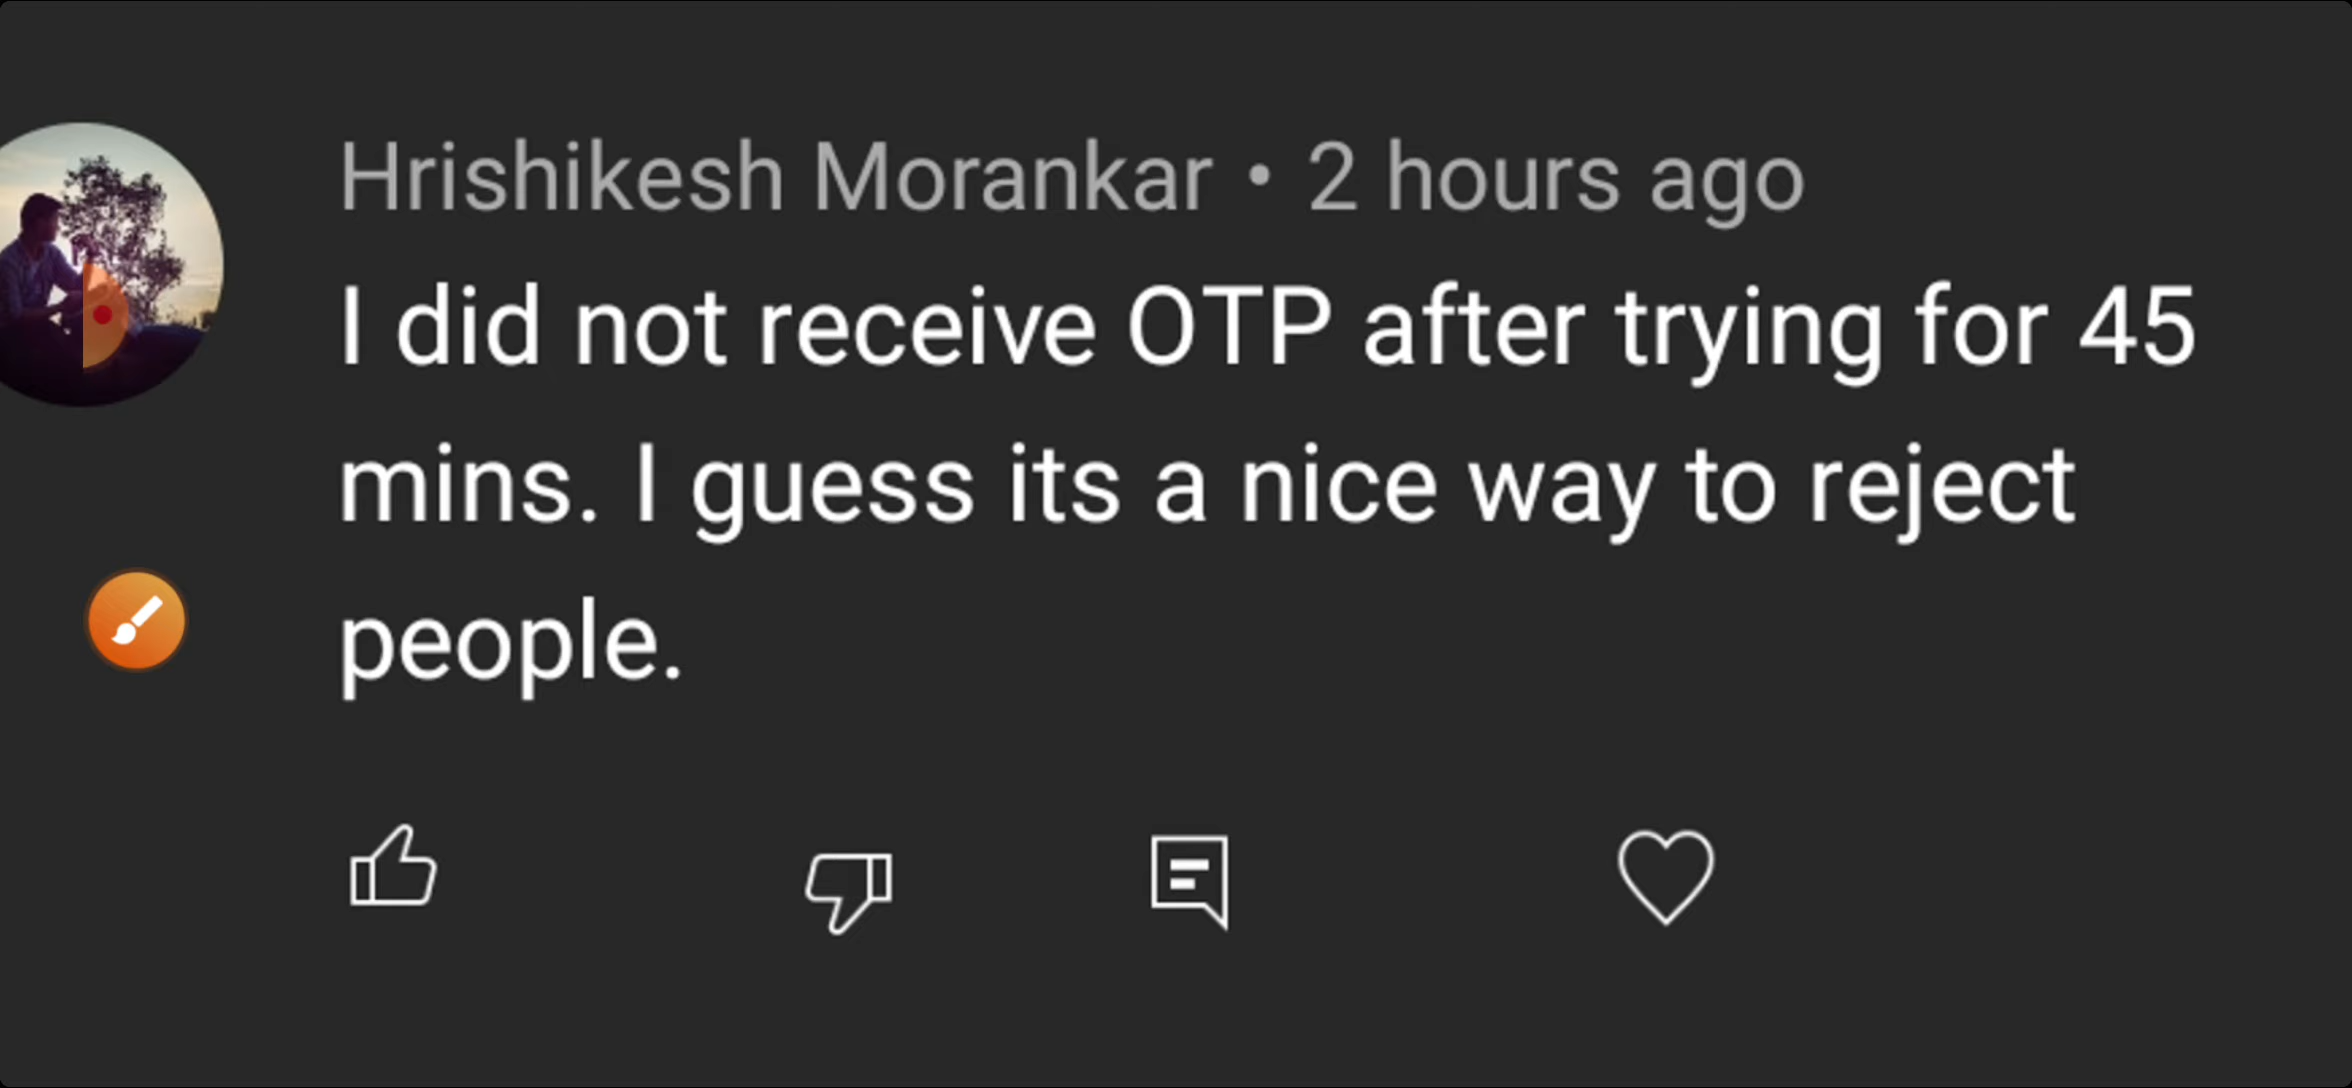 Hrishikesh Morankar • 2 hours ago
I did not receive OTP after trying for 45
mins. I guess its a nice way to reject
people.